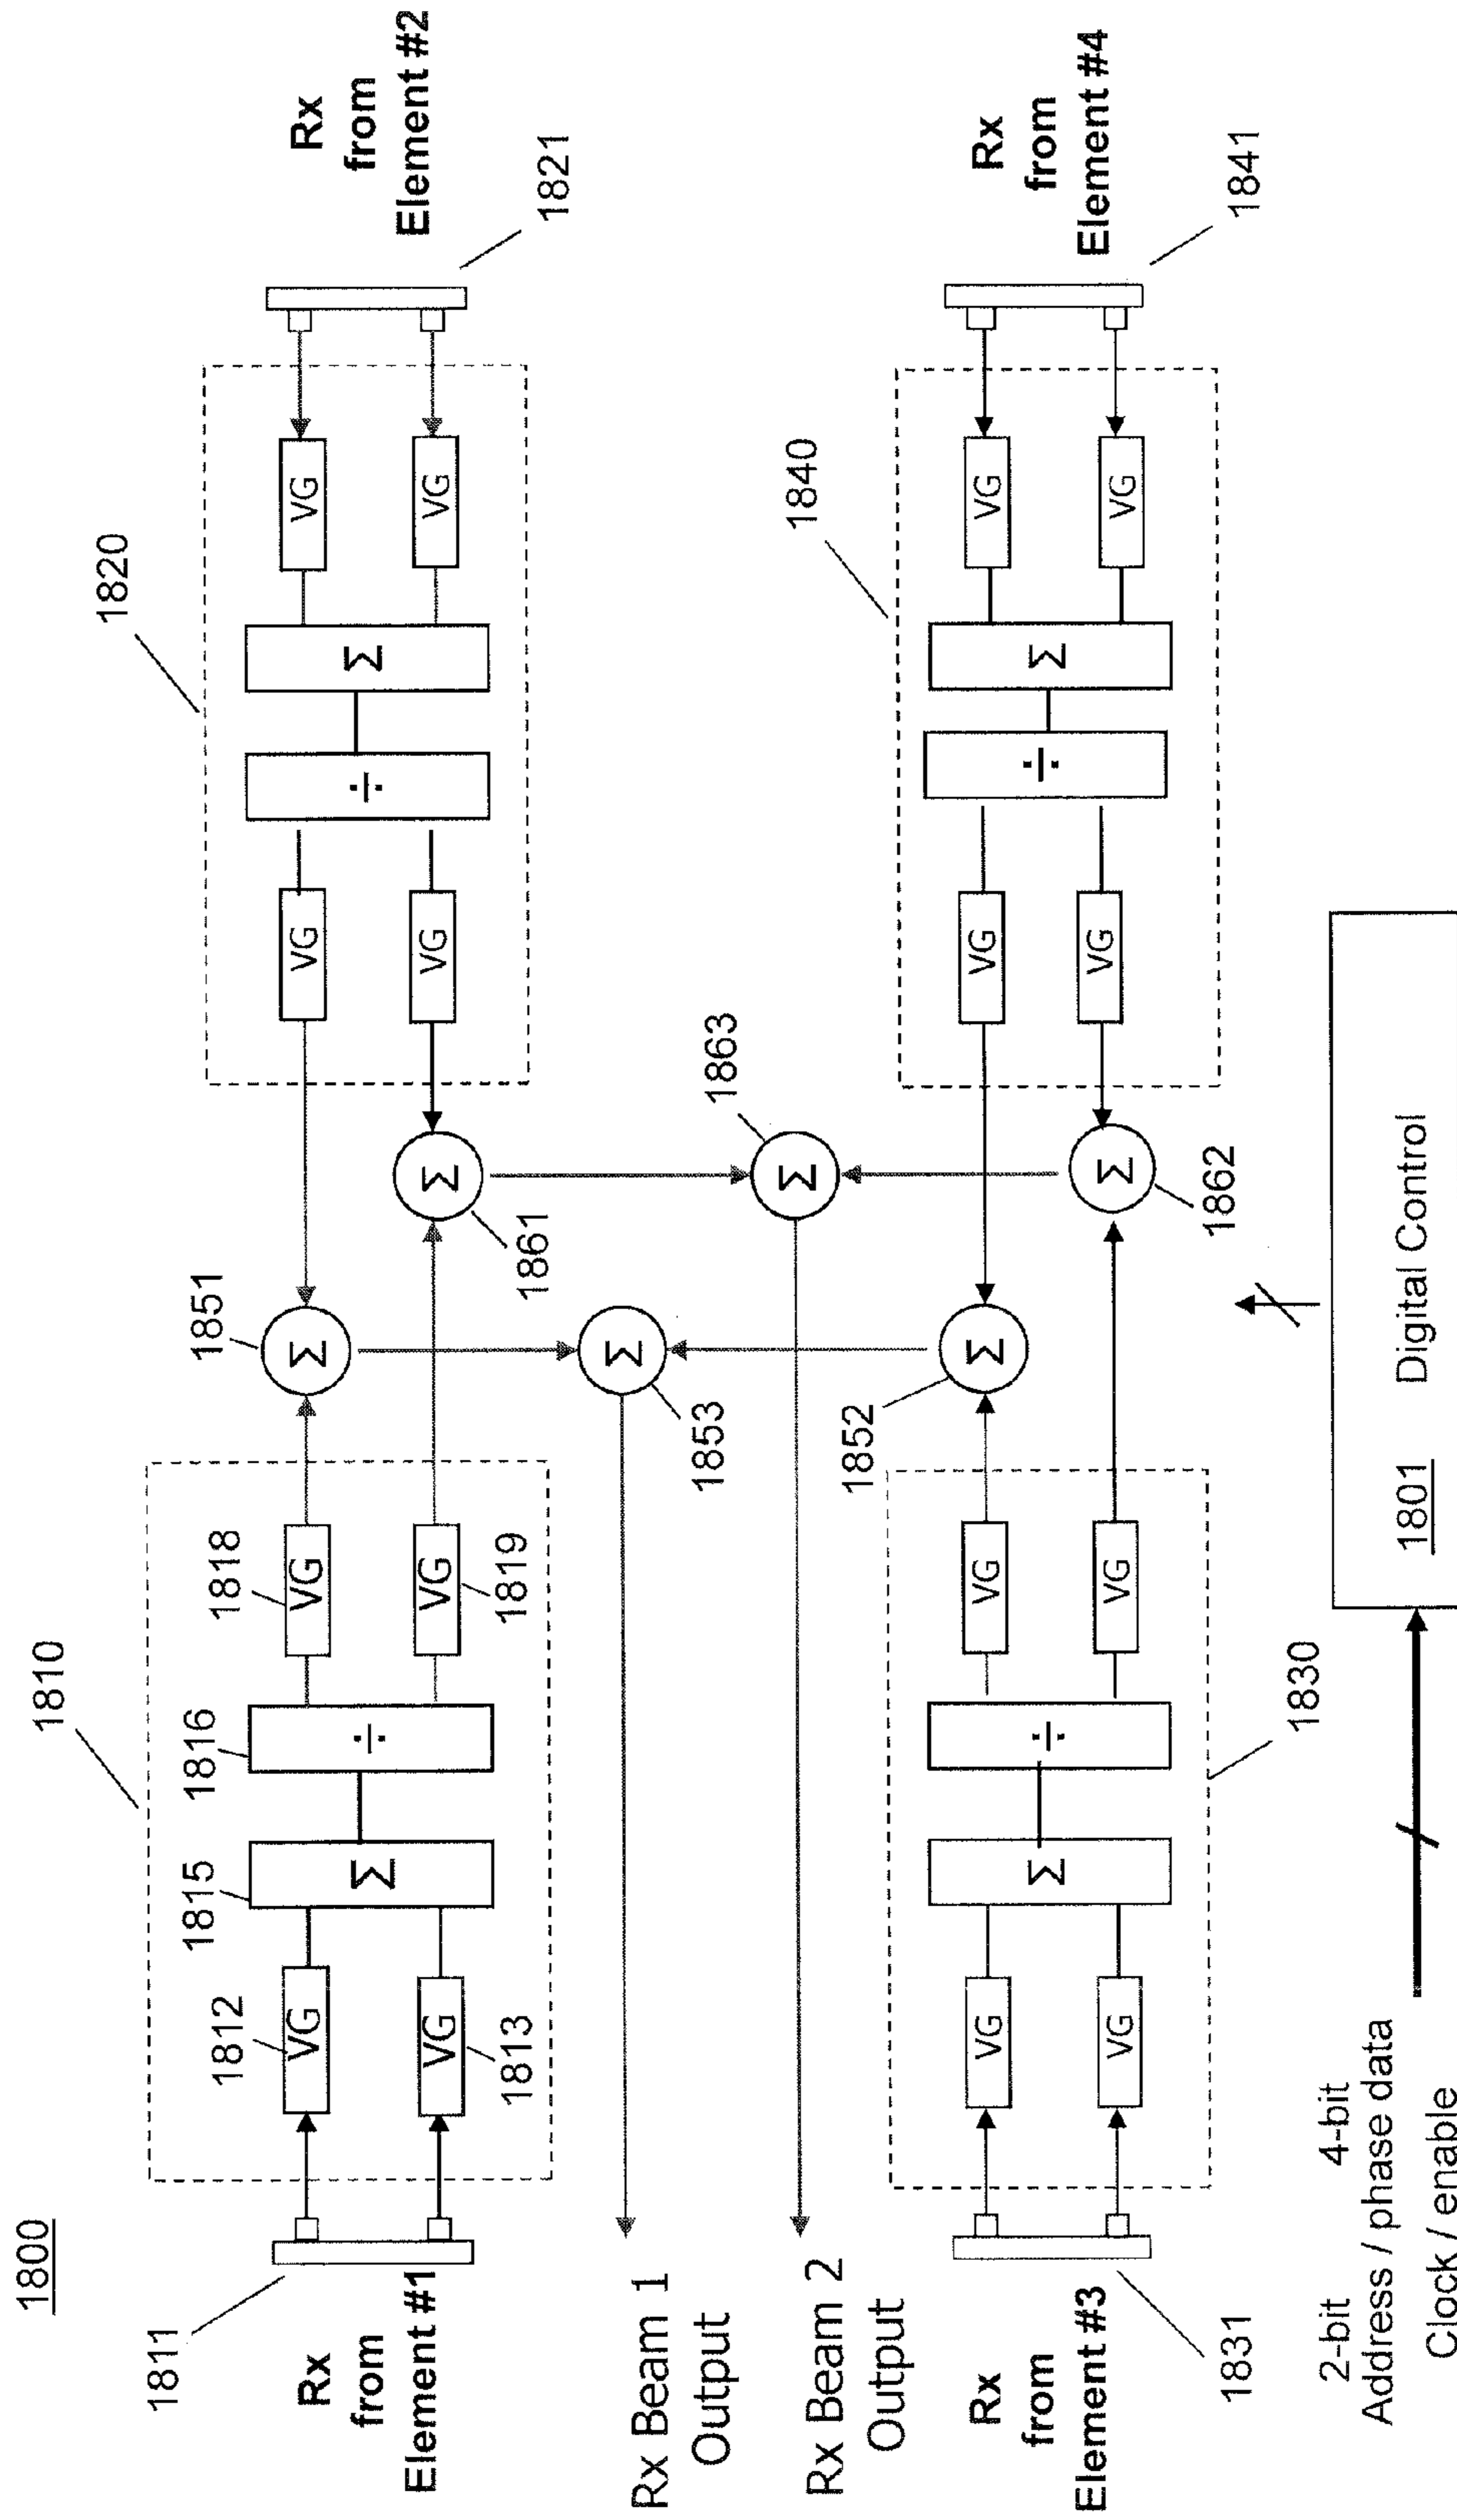 1800
1810
1820
1811
1812
1815
1816
1818
1851
1821
Rx
from
Element #1
VG
Σ
÷
VG
Σ
VG
÷
Σ
VG
Rx
from
Element #2
VG
VG
Σ
VG
VG
1813
1819
1861
Rx Beam 1
Output
Σ
1853
1863
Rx Beam 2
Output
Σ
1852
1840
Rx
from
Element #3
VG
Σ
÷
VG
Σ
VG
÷
Σ
VG
Rx
from
Element #4
VG
VG
Σ
VG
VG
1831
1830
1862
1841
2-bit
4-bit
Address / phase data
Clock / enable
1801
Digital Control